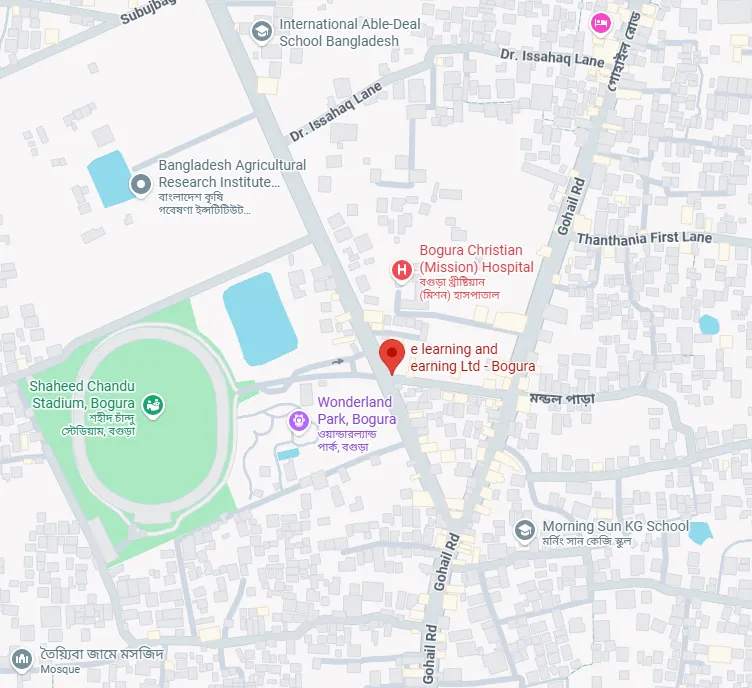 Subujbag
International Able-Deal
School Bangladesh
Dr. Issahaq Lane
গোহাইল রোড
Dr. Issahaq Lane
Bangladesh Agricultural
Research Institute...
বাংলাদেশ কৃষি
গবেষণা ইন্সটিটিউট...
Gohail Rd
Thanthania First Lane
Bogura Christian
(Mission) Hospital
বগুড়া খ্রীষ্টিয়ান
(মিশন) হাসপাতাল
e learning and
earning Ltd - Bogura
Shaheed Chandu
Stadium, Bogura
শহীদ চাঁন্দু
স্টেডিয়াম, বগুড়া
Wonderland
Park, Bogura
ওয়ান্ডারল্যান্ড
পার্ক, বগুড়া
মন্ডল পাড়া
Morning Sun KG School
মর্নিং সান কেজি স্কুল
Gohail Rd
Gohail Rd
তৈয়্যিবা জামে মসজিদ
Mosque